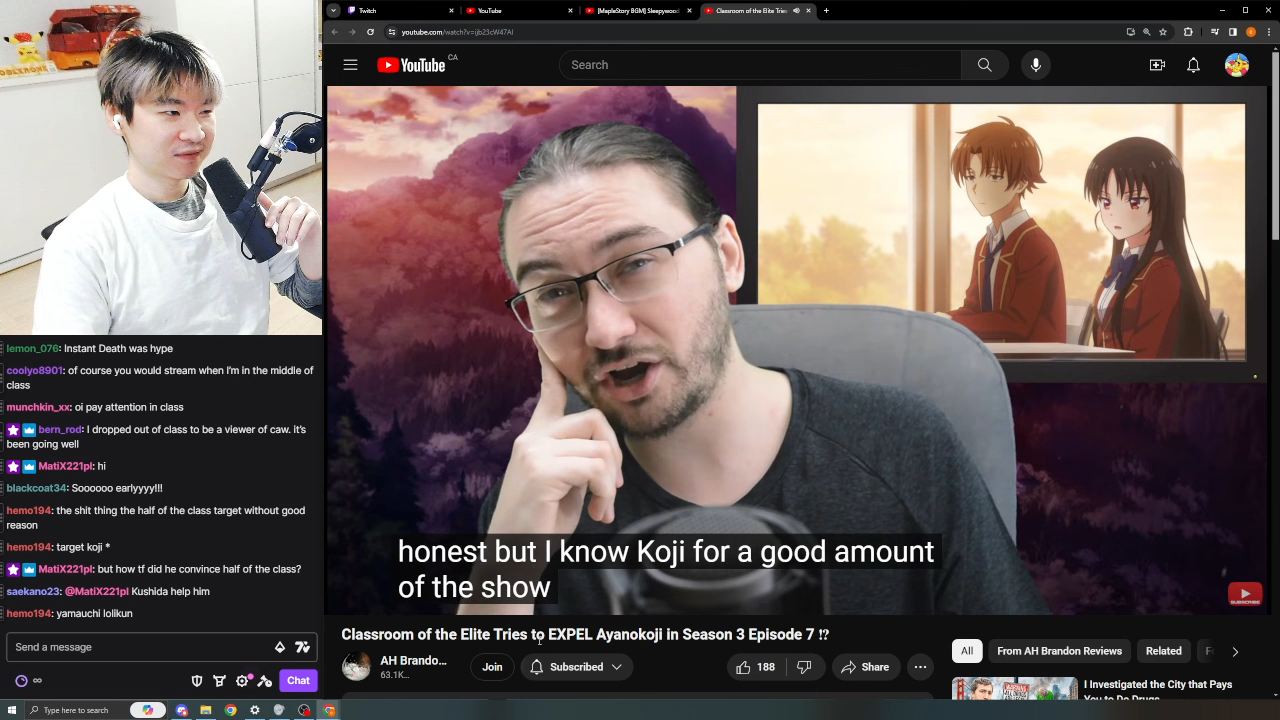 Twitch
YouTube
[MapleStory BGM] Sleepywood
Classroom of the Elite Tries
youtube.com/watch?v=ijb23cW47AI
YouTube CA
Search
honest but I know Koji for a good amount
of the show
SUBSCRIBE
lemon_076: Instant Death was hype
coolyo8901: of course you would stream when I'm in the middle of
class
munchkin_xx: oi pay attention in class
bern_rod: I dropped out of class to be a viewer of caw. it's
been going well
MatiX221pl: hi
blackcoat34: Soooooo earlyyyy!!!
hemo194: the shit thing the half of the class target without good
reason
hemo194: target koji *
MatiX221pl: but how tf did he convince half of the class?
saekano23: @MatiX221pl Kushida help him
hemo194: yamauchi lolikun
Send a message
∞
Chat
Classroom of the Elite Tries to EXPEL Ayanokoji in Season 3 Episode 7 !?
AH Brando...
63.1K...
Join
Subscribed
188
Share
All
From AH Brandon Reviews
Related
I Investigated the City that Pays
You to Do Drugs
Type here to search